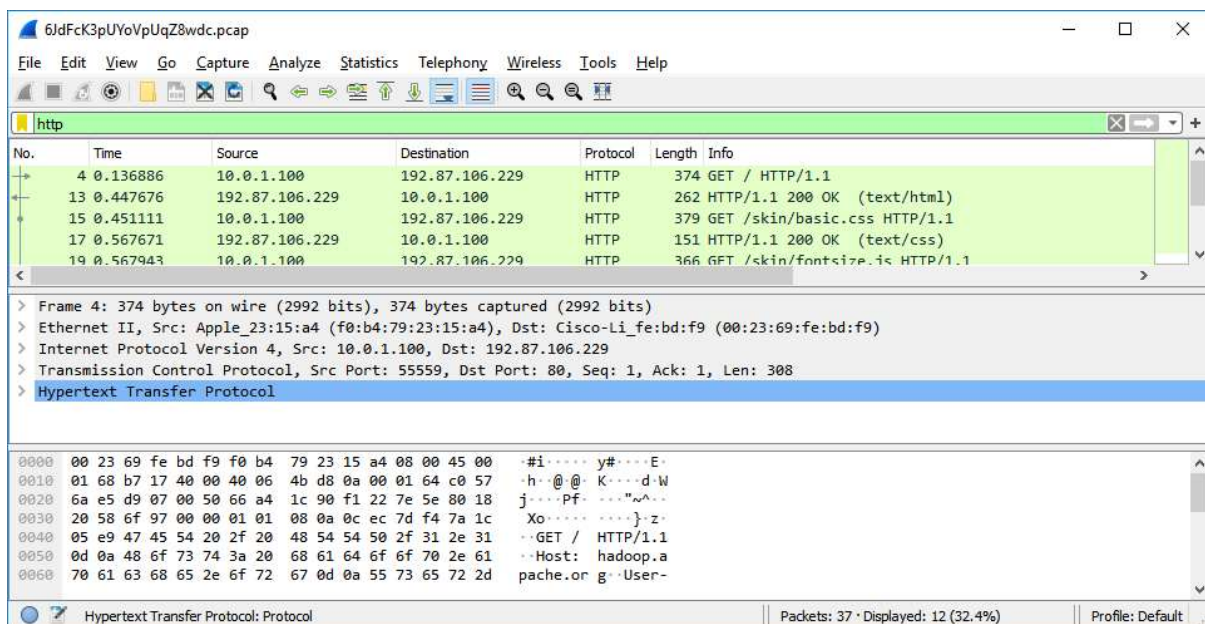 6JdFcK3pUYoVpUqZ8wdc.pcap
File Edit View Go Capture Analyze Statistics Telephony Wireless Tools Help
http
No. Time Source Destination Protocol Length Info
4 0.136886 10.0.1.100 192.87.106.229 HTTP 374 GET / HTTP/1.1
13 0.447676 192.87.106.229 10.0.1.100 HTTP 262 HTTP/1.1 200 OK (text/html)
15 0.451111 10.0.1.100 192.87.106.229 HTTP 379 GET /skin/basic.css HTTP/1.1
17 0.567671 192.87.106.229 10.0.1.100 HTTP 151 HTTP/1.1 200 OK (text/css)
19 0.567943 10.0.1.100 192.87.106.229 HTTP 366 GET /skin/fontsize.js HTTP/1.1
> Frame 4: 374 bytes on wire (2992 bits), 374 bytes captured (2992 bits)
> Ethernet II, Src: Apple_23:15:a4 (f0:b4:79:23:15:a4), Dst: Cisco-Li_fe:bd:f9 (00:23:69:fe:bd:f9)
> Internet Protocol Version 4, Src: 10.0.1.100, Dst: 192.87.106.229
> Transmission Control Protocol, Src Port: 55559, Dst Port: 80, Seq: 1, Ack: 1, Len: 308
> Hypertext Transfer Protocol
0000 00 23 69 fe bd f9 f0 b4 79 23 15 a4 08 00 45 00 ·#i····· y#····E·
0010 01 68 b7 17 40 00 40 06 4b d8 0a 00 01 64 c0 57 ·h··@·@· K····d·W
0020 6a e5 d9 07 00 50 66 a4 1c 90 f1 22 7e 5e 80 18 j····Pf· ···"~^··
0030 20 58 6f 97 00 00 01 01 08 0a 0c ec 7d f4 7a 1c Xo····· ····}·z·
0040 05 e9 47 45 54 20 2f 20 48 54 54 50 2f 31 2e 31 ··GET / HTTP/1.1
0050 0d 0a 48 6f 73 74 3a 20 68 61 64 6f 6f 70 2e 61 ··Host: hadoop.a
0060 70 61 63 68 65 2e 6f 72 67 0d 0a 55 73 65 72 2d pache.or g··User-
Hypertext Transfer Protocol: Protocol Packets: 37 · Displayed: 12 (32.4%) Profile: Default